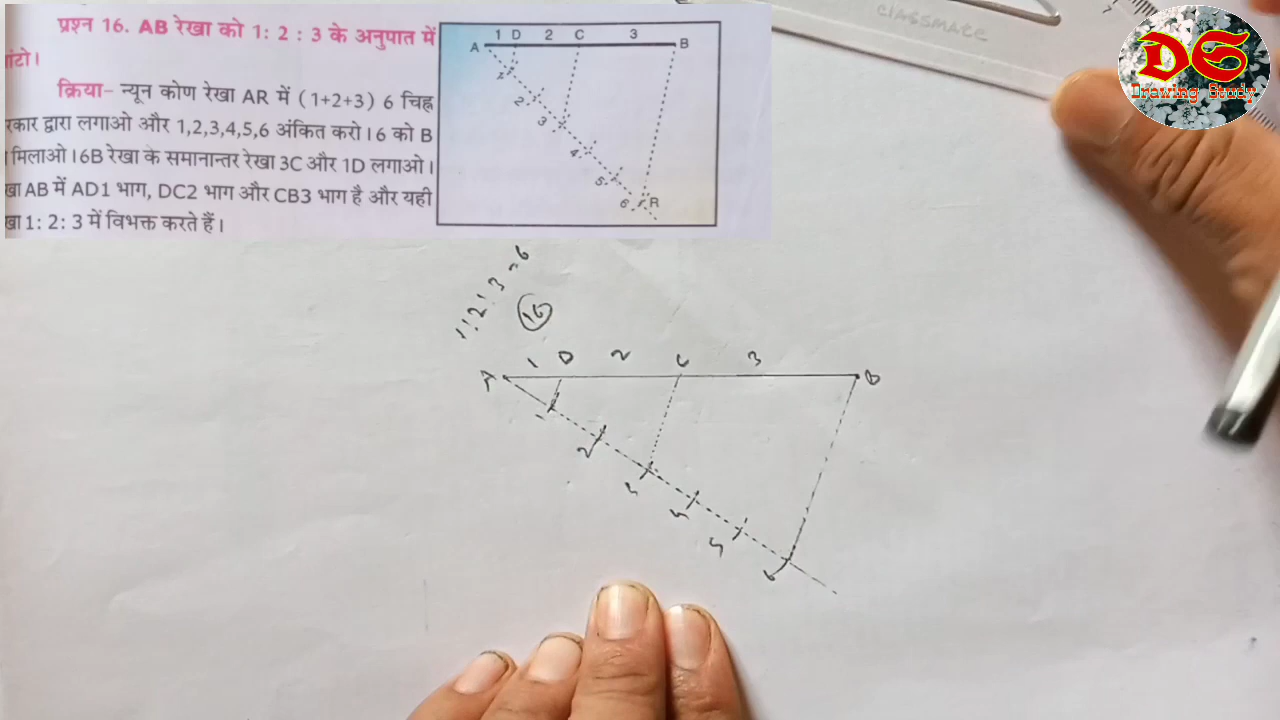 प्रश्न 16. AB रेखा को 1: 2 : 3 के अनुपात में
ांटो।
क्रिया– न्यून कोण रेखा AR में (1+2+3) 6 चिह्न
रकार द्वारा लगाओ और 1,2,3,4,5,6 अंकित करो। 6 को B
मिलाओ। 6B रेखा के समानान्तर रेखा 3C और 1D लगाओ।
खा AB में AD1 भाग, DC2 भाग और CB3 भाग है और यही
खा 1: 2: 3 में विभक्त करते हैं।
A 1 D 2 C 3 B
1
2
3
4
5
6 R
classmate
DS
Drawing Study
1:2:3 = 6
16
A 1 D 2 C 3 B
1
2
3
5
6